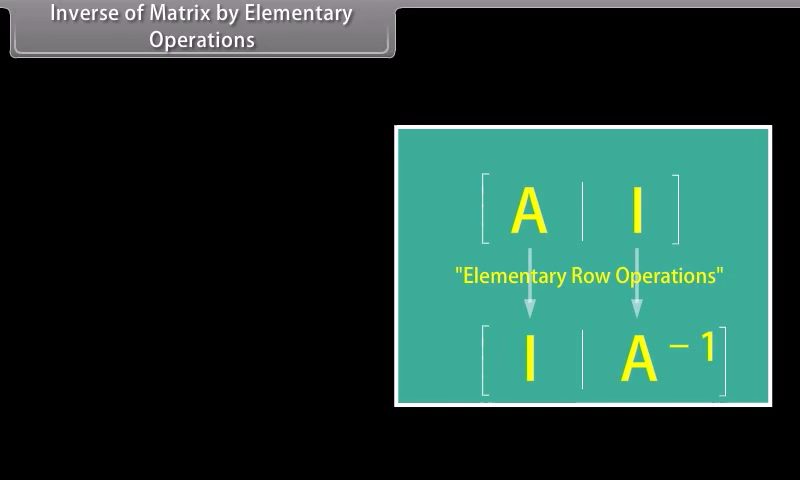 Inverse of Matrix by Elementary
Operations
[ A | I ]
"Elementary Row Operations"
[ I | A⁻¹ ]